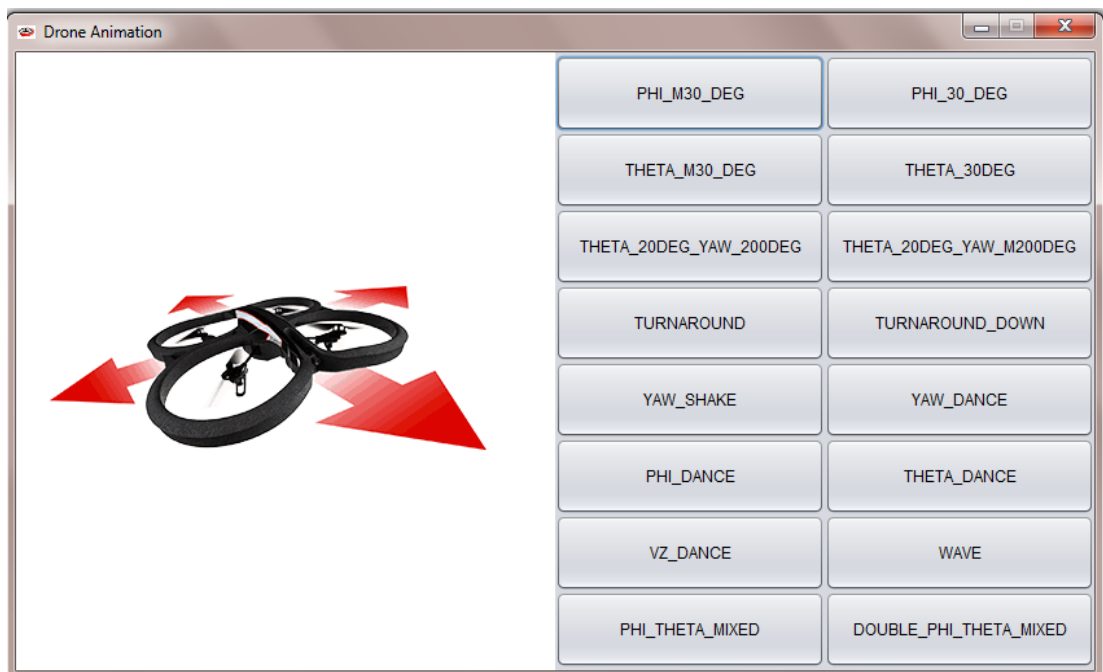 Drone Animation
PHI_M30_DEG
PHI_30_DEG
THETA_M30_DEG
THETA_30DEG
THETA_20DEG_YAW_200DEG
THETA_20DEG_YAW_M200DEG
TURNAROUND
TURNAROUND_DOWN
YAW_SHAKE
YAW_DANCE
PHI_DANCE
THETA_DANCE
VZ_DANCE
WAVE
PHI_THETA_MIXED
DOUBLE_PHI_THETA_MIXED